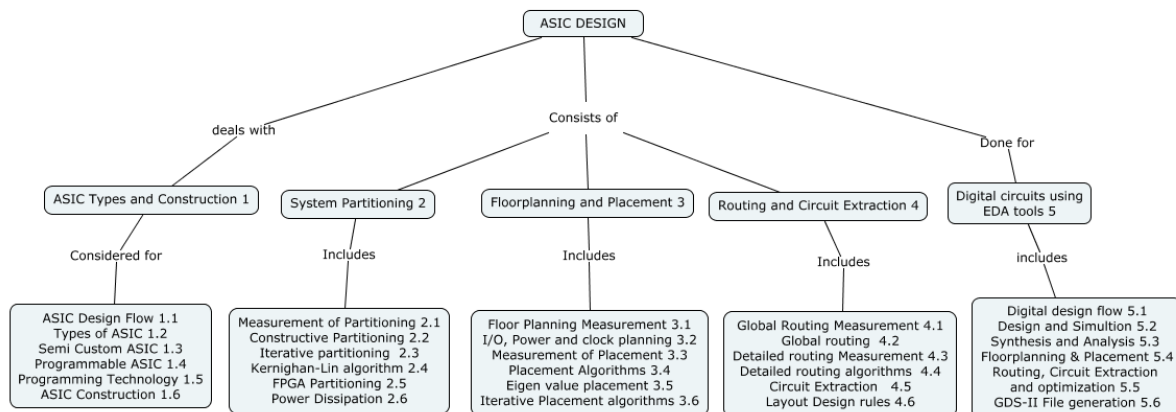 ASIC DESIGN
deals with
Consists of
Done for
ASIC Types and Construction 1
System Partitioning 2
Floorplanning and Placement 3
Routing and Circuit Extraction 4
Digital circuits using
EDA tools 5
Considered for
Includes
Includes
Includes
includes
ASIC Design Flow 1.1
Types of ASIC 1.2
Semi Custom ASIC 1.3
Programmable ASIC 1.4
Programming Technology 1.5
ASIC Construction 1.6
Measurement of Partitioning 2.1
Constructive Partitioning 2.2
Iterative partitioning 2.3
Kernighan-Lin algorithm 2.4
FPGA Partitioning 2.5
Power Dissipation 2.6
Floor Planning Measurement 3.1
I/O, Power and clock planning 3.2
Measurement of Placement 3.3
Placement Algorithms 3.4
Eigen value placement 3.5
Iterative Placement algorithms 3.6
Global Routing Measurement 4.1
Global routing 4.2
Detailed routing Measurement 4.3
Detailed routing algorithms 4.4
Circuit Extraction 4.5
Layout Design rules 4.6
Digital design flow 5.1
Design and Simultion 5.2
Synthesis and Analysis 5.3
Floorplanning & Placement 5.4
Routing, Circuit Extraction
and optimization 5.5
GDS-II File generation 5.6